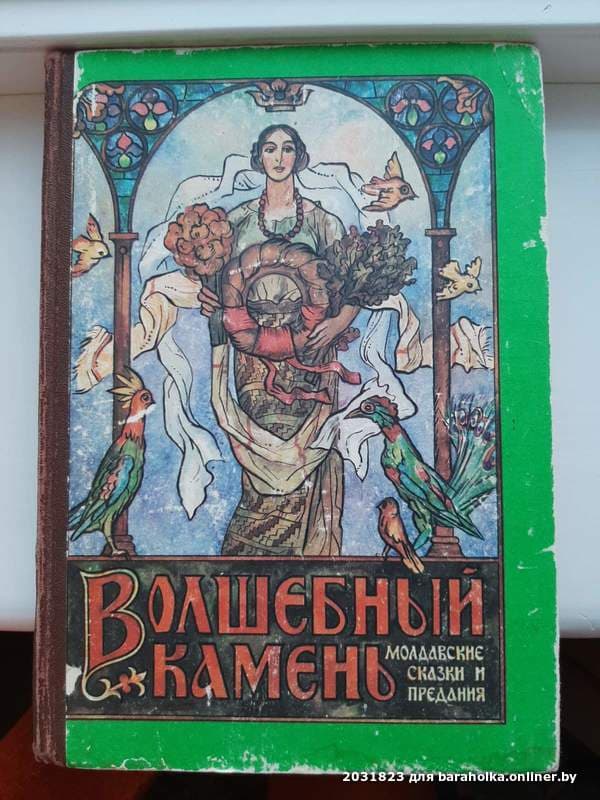 ВОЛШЕБНЫЙ
КАМЕНЬ
МОЛДАВСКИЕ
СКАЗКИ И
ПРЕДАНИЯ
2031823 для baraholka.onliner.by